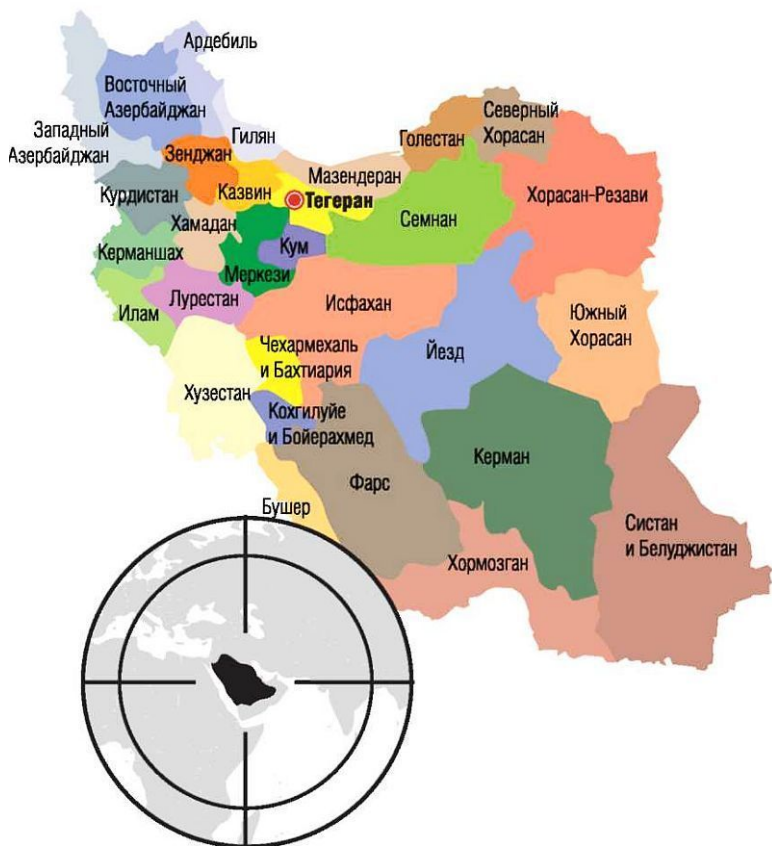 Ардебиль
Восточный
Азербайджан
Западный
Азербайджан
Гилян
Зенджан
Голестан
Северный
Хорасан
Мазендеран
Курдистан
Казвин
Тегеран
Хорасан-Резави
Хамадан
Семнан
Керманшах
Кум
Меркези
Лурестан
Исфахан
Илам
Южный
Хорасан
Чехармехаль
и Бахтиария
Йезд
Хузестан
Кохгилуйе
и Бойерахмед
Керман
Фарс
Бушер
Систан
и Белуджистан
Хормозган